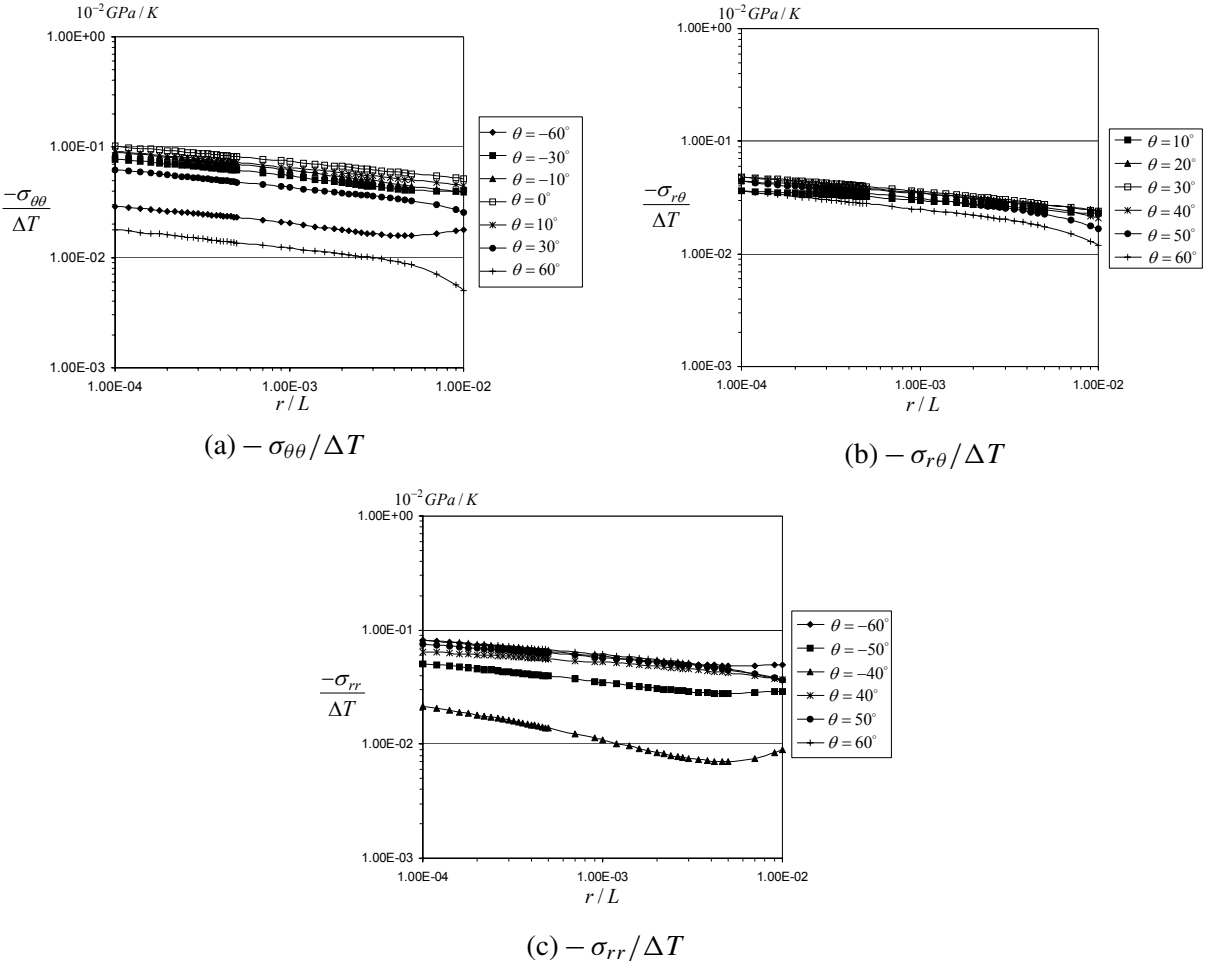 10⁻² GPa / K
1.00E+00
1.00E-01
1.00E-02
1.00E-03
−σθθ
ΔT
1.00E-04
1.00E-03
1.00E-02
r / L
θ = −60°
θ = −30°
θ = −10°
θ = 0°
θ = 10°
θ = 30°
θ = 60°
(a) − σθθ/ΔT
10⁻² GPa / K
1.00E+00
1.00E-01
1.00E-02
1.00E-03
−σrθ
ΔT
1.00E-04
1.00E-03
1.00E-02
r / L
θ = 10°
θ = 20°
θ = 30°
θ = 40°
θ = 50°
θ = 60°
(b) − σrθ/ΔT
10⁻² GPa / K
1.00E+00
1.00E-01
1.00E-02
1.00E-03
−σrr
ΔT
1.00E-04
1.00E-03
1.00E-02
r / L
θ = −60°
θ = −50°
θ = −40°
θ = 40°
θ = 50°
θ = 60°
(c) − σrr/ΔT